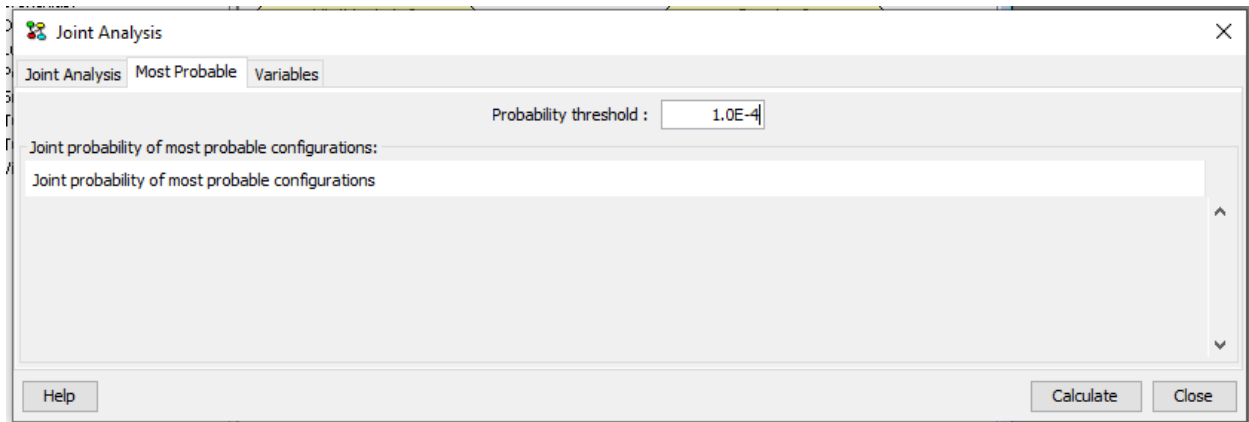 Joint Analysis
Joint Analysis Most Probable Variables
Probability threshold : 1.0E-4
Joint probability of most probable configurations:
Joint probability of most probable configurations
Help Calculate Close